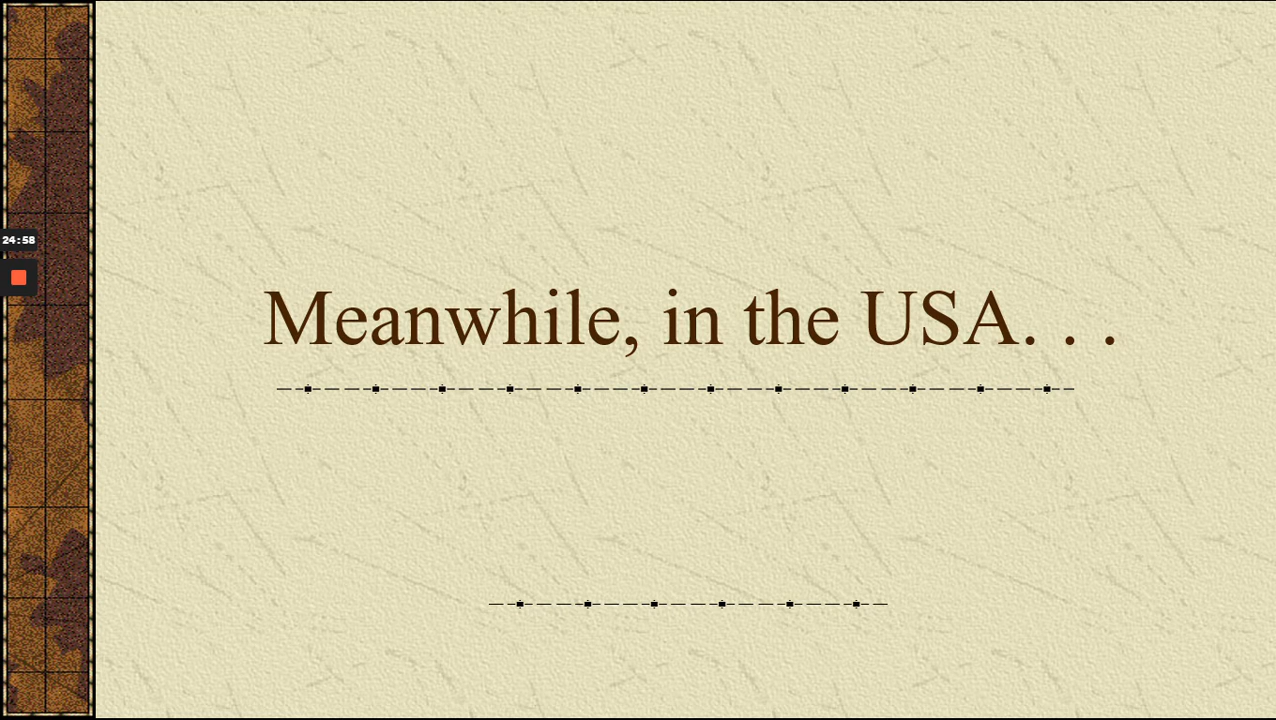 24:58
Meanwhile, in the USA. . .